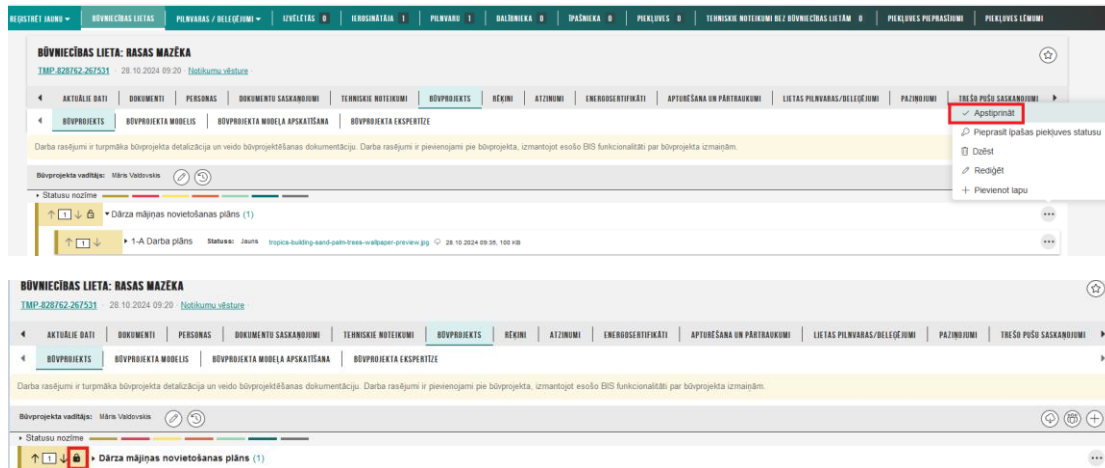 REĢISTRĒT JAUNU BŪVNIECĪBAS LIETAS PILNVARAS / DELEĢĒJUMI IZVĒLĒTAS 0 IEROSINĀTĀJA 1 PILNVARU 1 DALĪBNIEKA 0 ĪPAŠNIEKA 0 PIEKĻUVES 0 TEHNISKIE NOTEIKUMI BEZ BŪVNIECĪBAS LIETĀM 0 PIEKĻUVES PIEPRASĪJUMI PIEKĻUVES LĒMUMI
BŪVNIECĪBAS LIETA: RASAS MAZĒKA
TMP-828762-267531 · 28.10.2024 09:20 · Notikumu vēsture ·
AKTUĀLIE DATI DOKUMENTI PERSONAS DOKUMENTU SASKAŅOJUMI TEHNISKIE NOTEIKUMI BŪVPROJEKTS RĒĶINI ATZINUMI ENERGOSERTIFIKĀTI APTURĒŠANA UN PĀRTRAUKUMI LIETAS PILNVARAS/DELEĢĒJUMI PAZIŅOJUMI TREŠO PUŠU SASKAŅOJUMI
Apstiprināt
BŪVPROJEKTS BŪVPROJEKTA MODELIS BŪVPROJEKTA MODEĻA APSKATĪŠANA BŪVPROJEKTA EKSPERTĪZE
Pieprasīt īpašas piekļuves statusu
Darba rasējumi ir turpmāka būvprojekta detalizācija un veido būvprojektēšanas dokumentāciju. Darba rasējumi ir pievienojami pie būvprojekta, izmantojot esošo BIS funkcionalitāti par būvprojekta izmaiņām.
Dzēst
Rediģēt
Būvprojekta vadītājs: Māris Valdovskis
Pievienot lapu
Statusu nozīme
1 Dārza mājiņas novietošanas plāns (1)
1 1-A Darba plāns Statuss: Jauns tropics-building-sand-palm-trees-wallpaper-preview.jpg 28.10.2024 09:35, 100 KB
BŪVNIECĪBAS LIETA: RASAS MAZĒKA
TMP-828762-267531 · 28.10.2024 09:20 · Notikumu vēsture ·
AKTUĀLIE DATI DOKUMENTI PERSONAS DOKUMENTU SASKAŅOJUMI TEHNISKIE NOTEIKUMI BŪVPROJEKTS RĒĶINI ATZINUMI ENERGOSERTIFIKĀTI APTURĒŠANA UN PĀRTRAUKUMI LIETAS PILNVARAS/DELEĢĒJUMI PAZIŅOJUMI TREŠO PUŠU SASKAŅOJUMI
BŪVPROJEKTS BŪVPROJEKTA MODELIS BŪVPROJEKTA MODEĻA APSKATĪŠANA BŪVPROJEKTA EKSPERTĪZE
Darba rasējumi ir turpmāka būvprojekta detalizācija un veido būvprojektēšanas dokumentāciju. Darba rasējumi ir pievienojami pie būvprojekta, izmantojot esošo BIS funkcionalitāti par būvprojekta izmaiņām.
Būvprojekta vadītājs: Māris Valdovskis
Statusu nozīme
1 Dārza mājiņas novietošanas plāns (1)